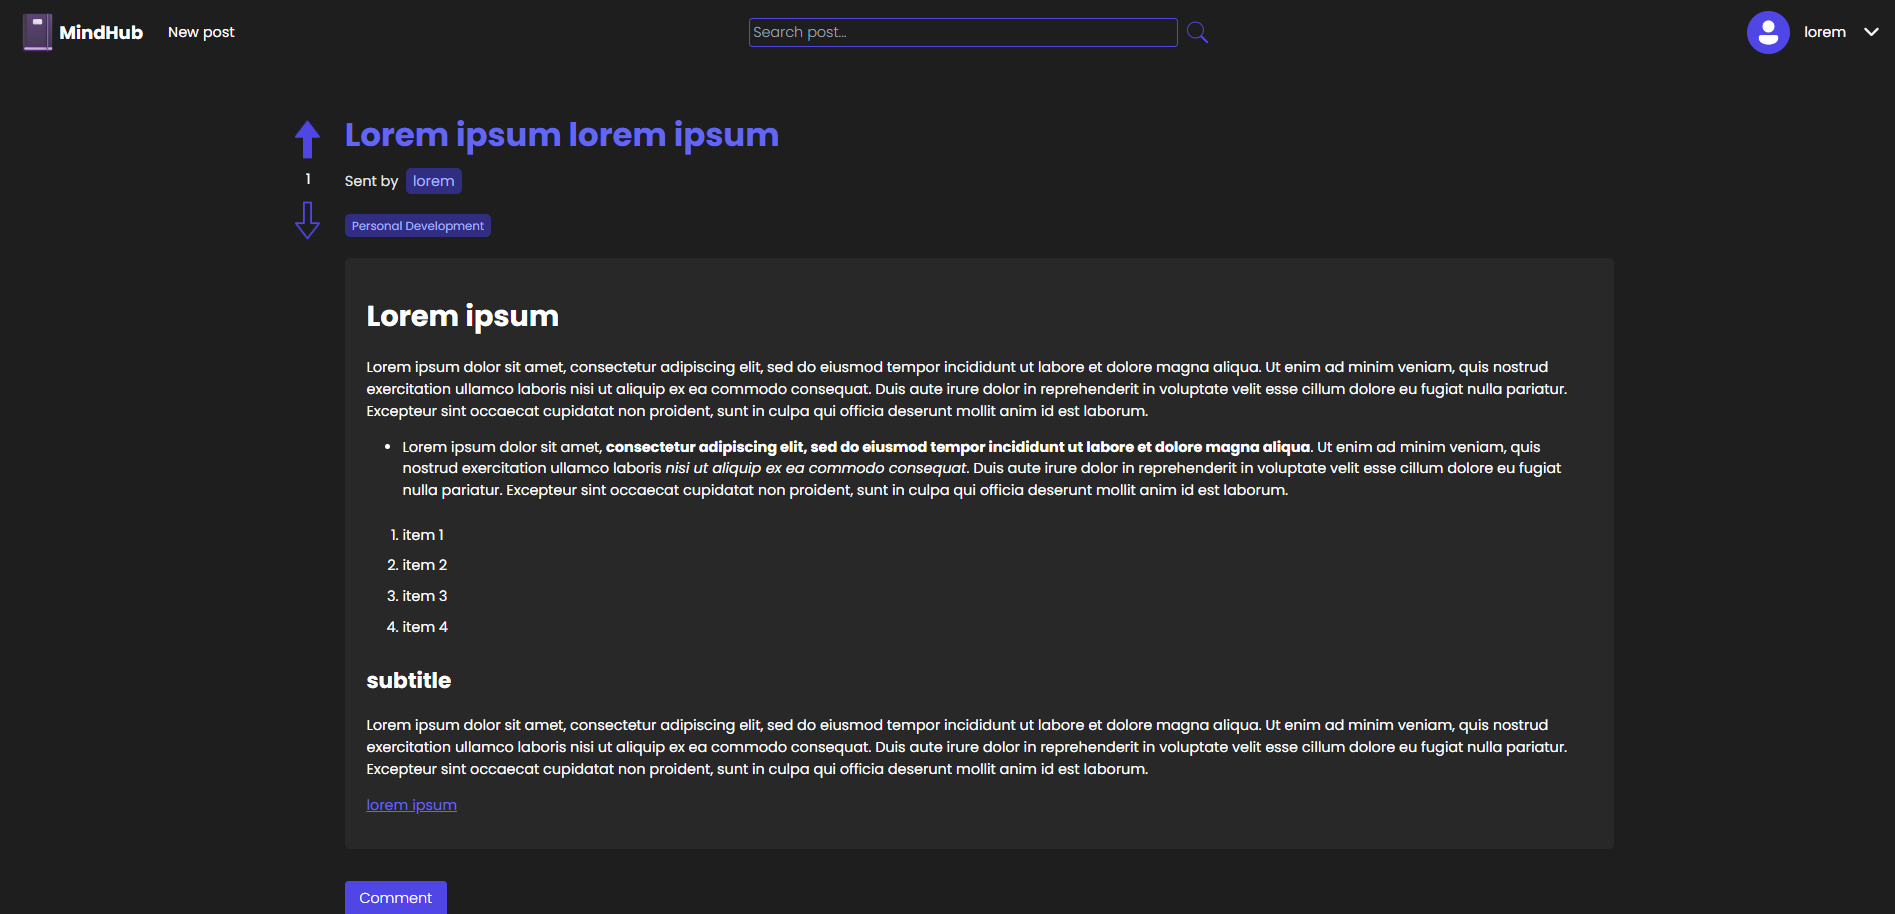 MindHub New post Search post... lorem
Lorem ipsum lorem ipsum
1
Sent by lorem
Personal Development
Lorem ipsum
Lorem ipsum dolor sit amet, consectetur adipiscing elit, sed do eiusmod tempor incididunt ut labore et dolore magna aliqua. Ut enim ad minim veniam, quis nostrud
exercitation ullamco laboris nisi ut aliquip ex ea commodo consequat. Duis aute irure dolor in reprehenderit in voluptate velit esse cillum dolore eu fugiat nulla pariatur.
Excepteur sint occaecat cupidatat non proident, sunt in culpa qui officia deserunt mollit anim id est laborum.
• Lorem ipsum dolor sit amet, consectetur adipiscing elit, sed do eiusmod tempor incididunt ut labore et dolore magna aliqua. Ut enim ad minim veniam, quis
nostrud exercitation ullamco laboris nisi ut aliquip ex ea commodo consequat. Duis aute irure dolor in reprehenderit in voluptate velit esse cillum dolore eu fugiat
nulla pariatur. Excepteur sint occaecat cupidatat non proident, sunt in culpa qui officia deserunt mollit anim id est laborum.
1. item 1
2. item 2
3. item 3
4. item 4
subtitle
Lorem ipsum dolor sit amet, consectetur adipiscing elit, sed do eiusmod tempor incididunt ut labore et dolore magna aliqua. Ut enim ad minim veniam, quis nostrud
exercitation ullamco laboris nisi ut aliquip ex ea commodo consequat. Duis aute irure dolor in reprehenderit in voluptate velit esse cillum dolore eu fugiat nulla pariatur.
Excepteur sint occaecat cupidatat non proident, sunt in culpa qui officia deserunt mollit anim id est laborum.
lorem ipsum
Comment